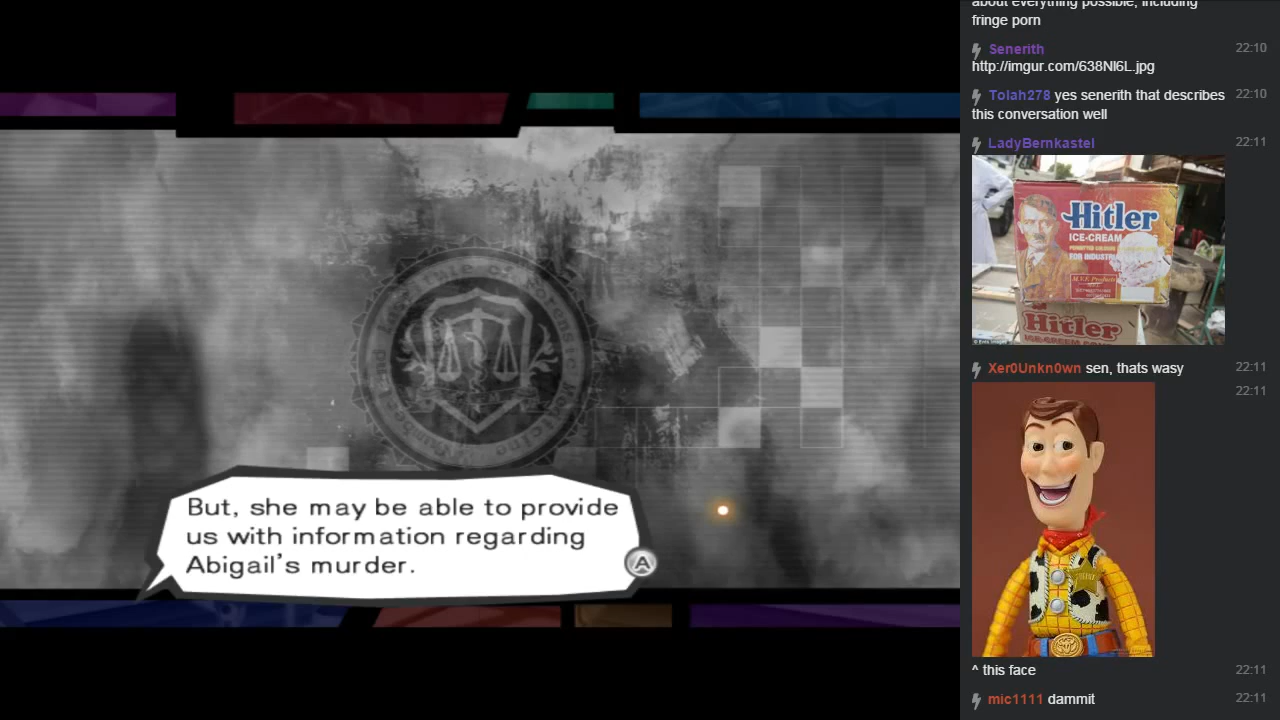 But, she may be able to provide
us with information regarding
Abigail's murder.
A
about everything possible, including
fringe porn
Senerith 22:10
http://imgur.com/638NI6L.jpg
Tolah278 yes senerith that describes 22:10
this conversation well
LadyBernkastel 22:11
Hitler
ICE-CREAM
FOR INDUSTRI
Hitler
Xer0Unkn0wn sen, thats wasy 22:11
22:11
^ this face 22:11
mic1111 dammit 22:11